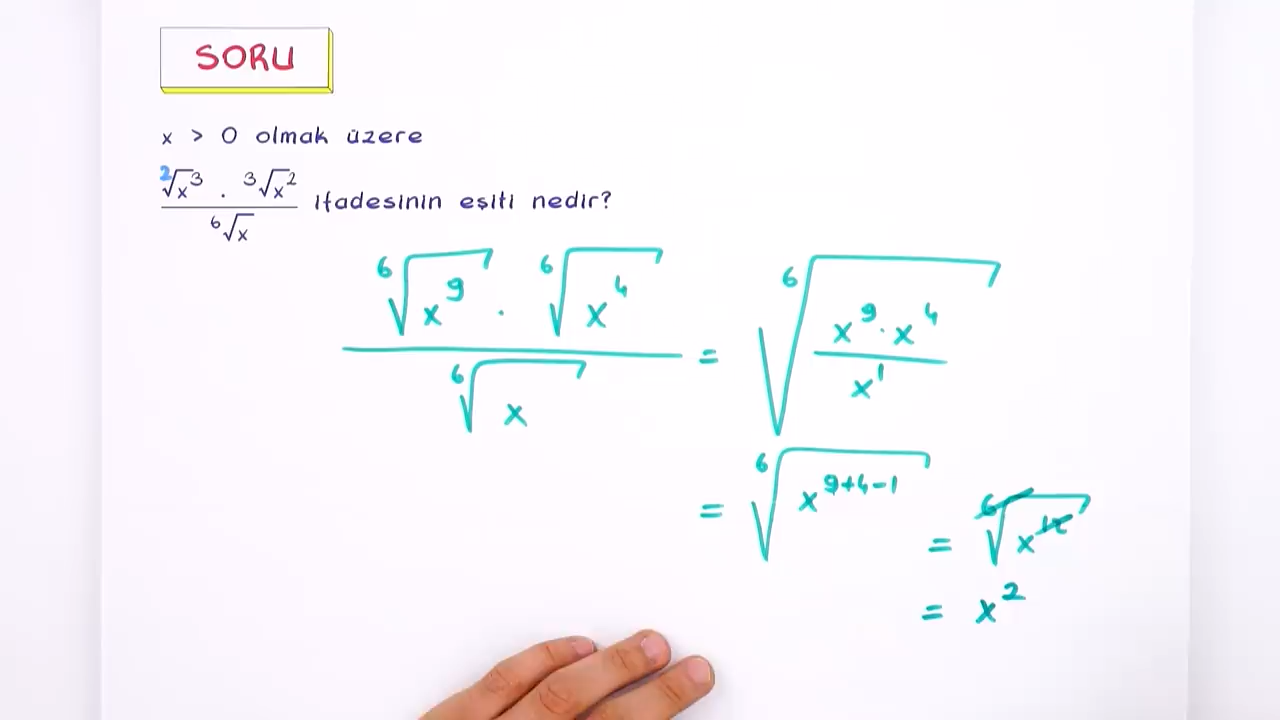 SORU
x > 0 olmak üzere
²√x³ . ³√x² / ⁶√x ifadesinin eşiti nedir?
⁶√x⁹ . ⁶√x⁴ / ⁶√x = ⁶√(x⁹ . x⁴ / x¹)
= ⁶√x⁹⁺⁴⁻¹
= ⁶√x¹²
= x²